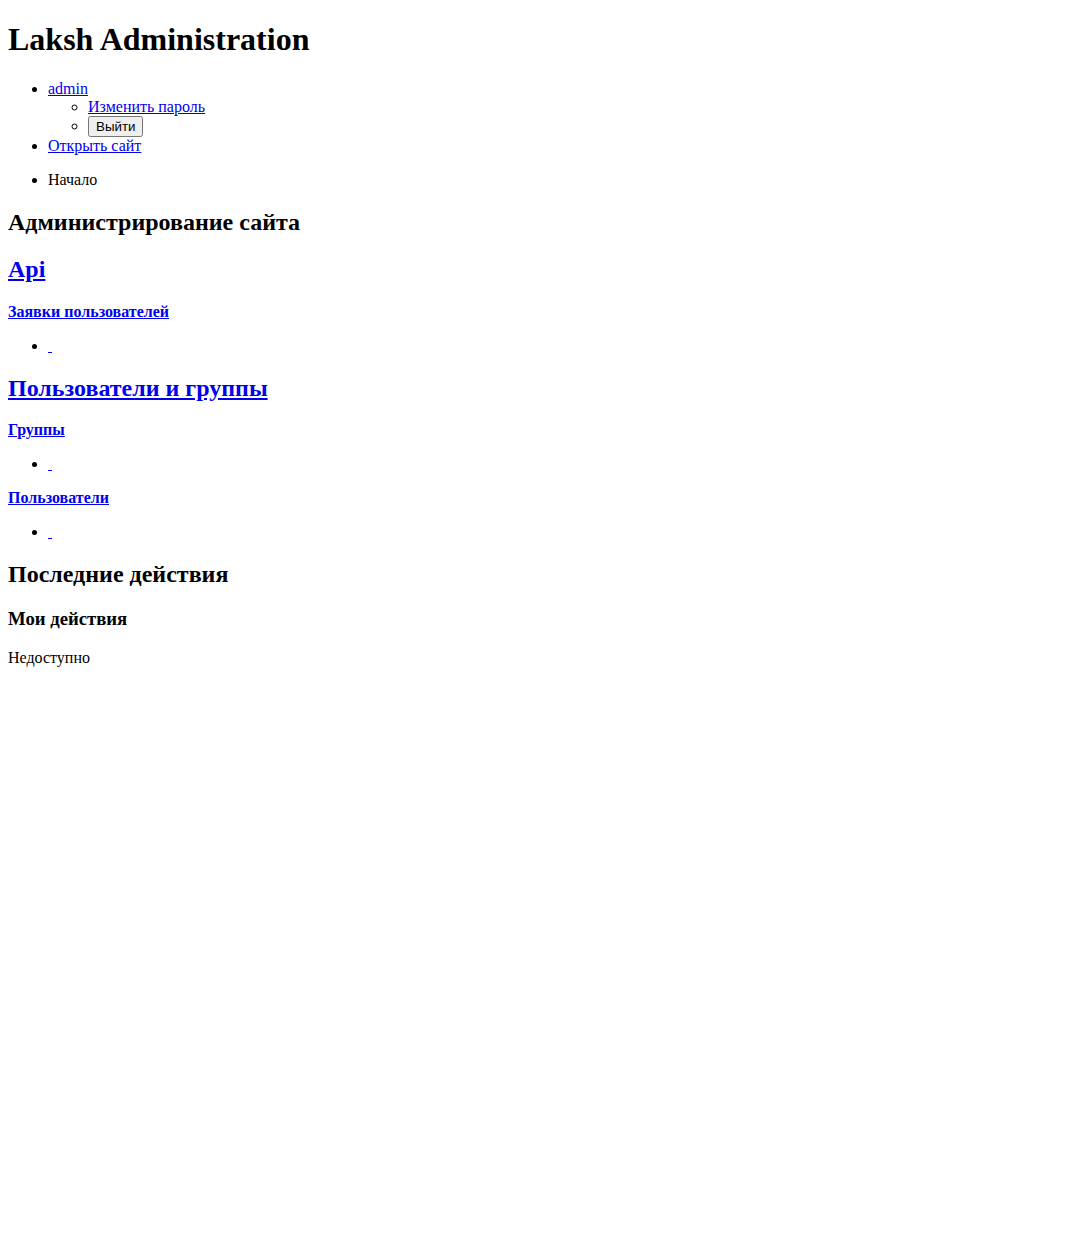 Laksh Administration
admin
Изменить пароль
Выйти
Открыть сайт
Начало
Администрирование сайта
Api
Заявки пользователей
Пользователи и группы
Группы
Пользователи
Последние действия
Мои действия
Недоступно